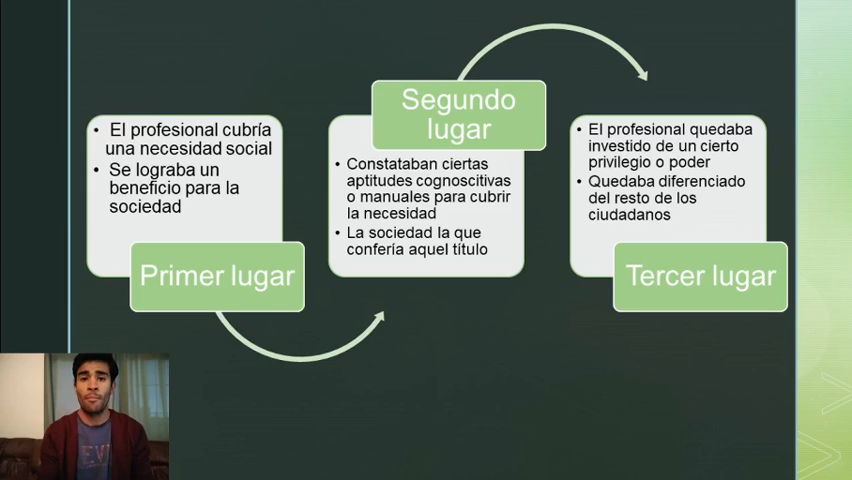 • El profesional cubría
una necesidad social
• Se lograba un
beneficio para la
sociedad
Primer lugar
Segundo
lugar
• Constataban ciertas
aptitudes cognoscitivas
o manuales para cubrir
la necesidad
• La sociedad la que
confería aquel título
• El profesional quedaba
investido de un cierto
privilegio o poder
• Quedaba diferenciado
del resto de los
ciudadanos
Tercer lugar